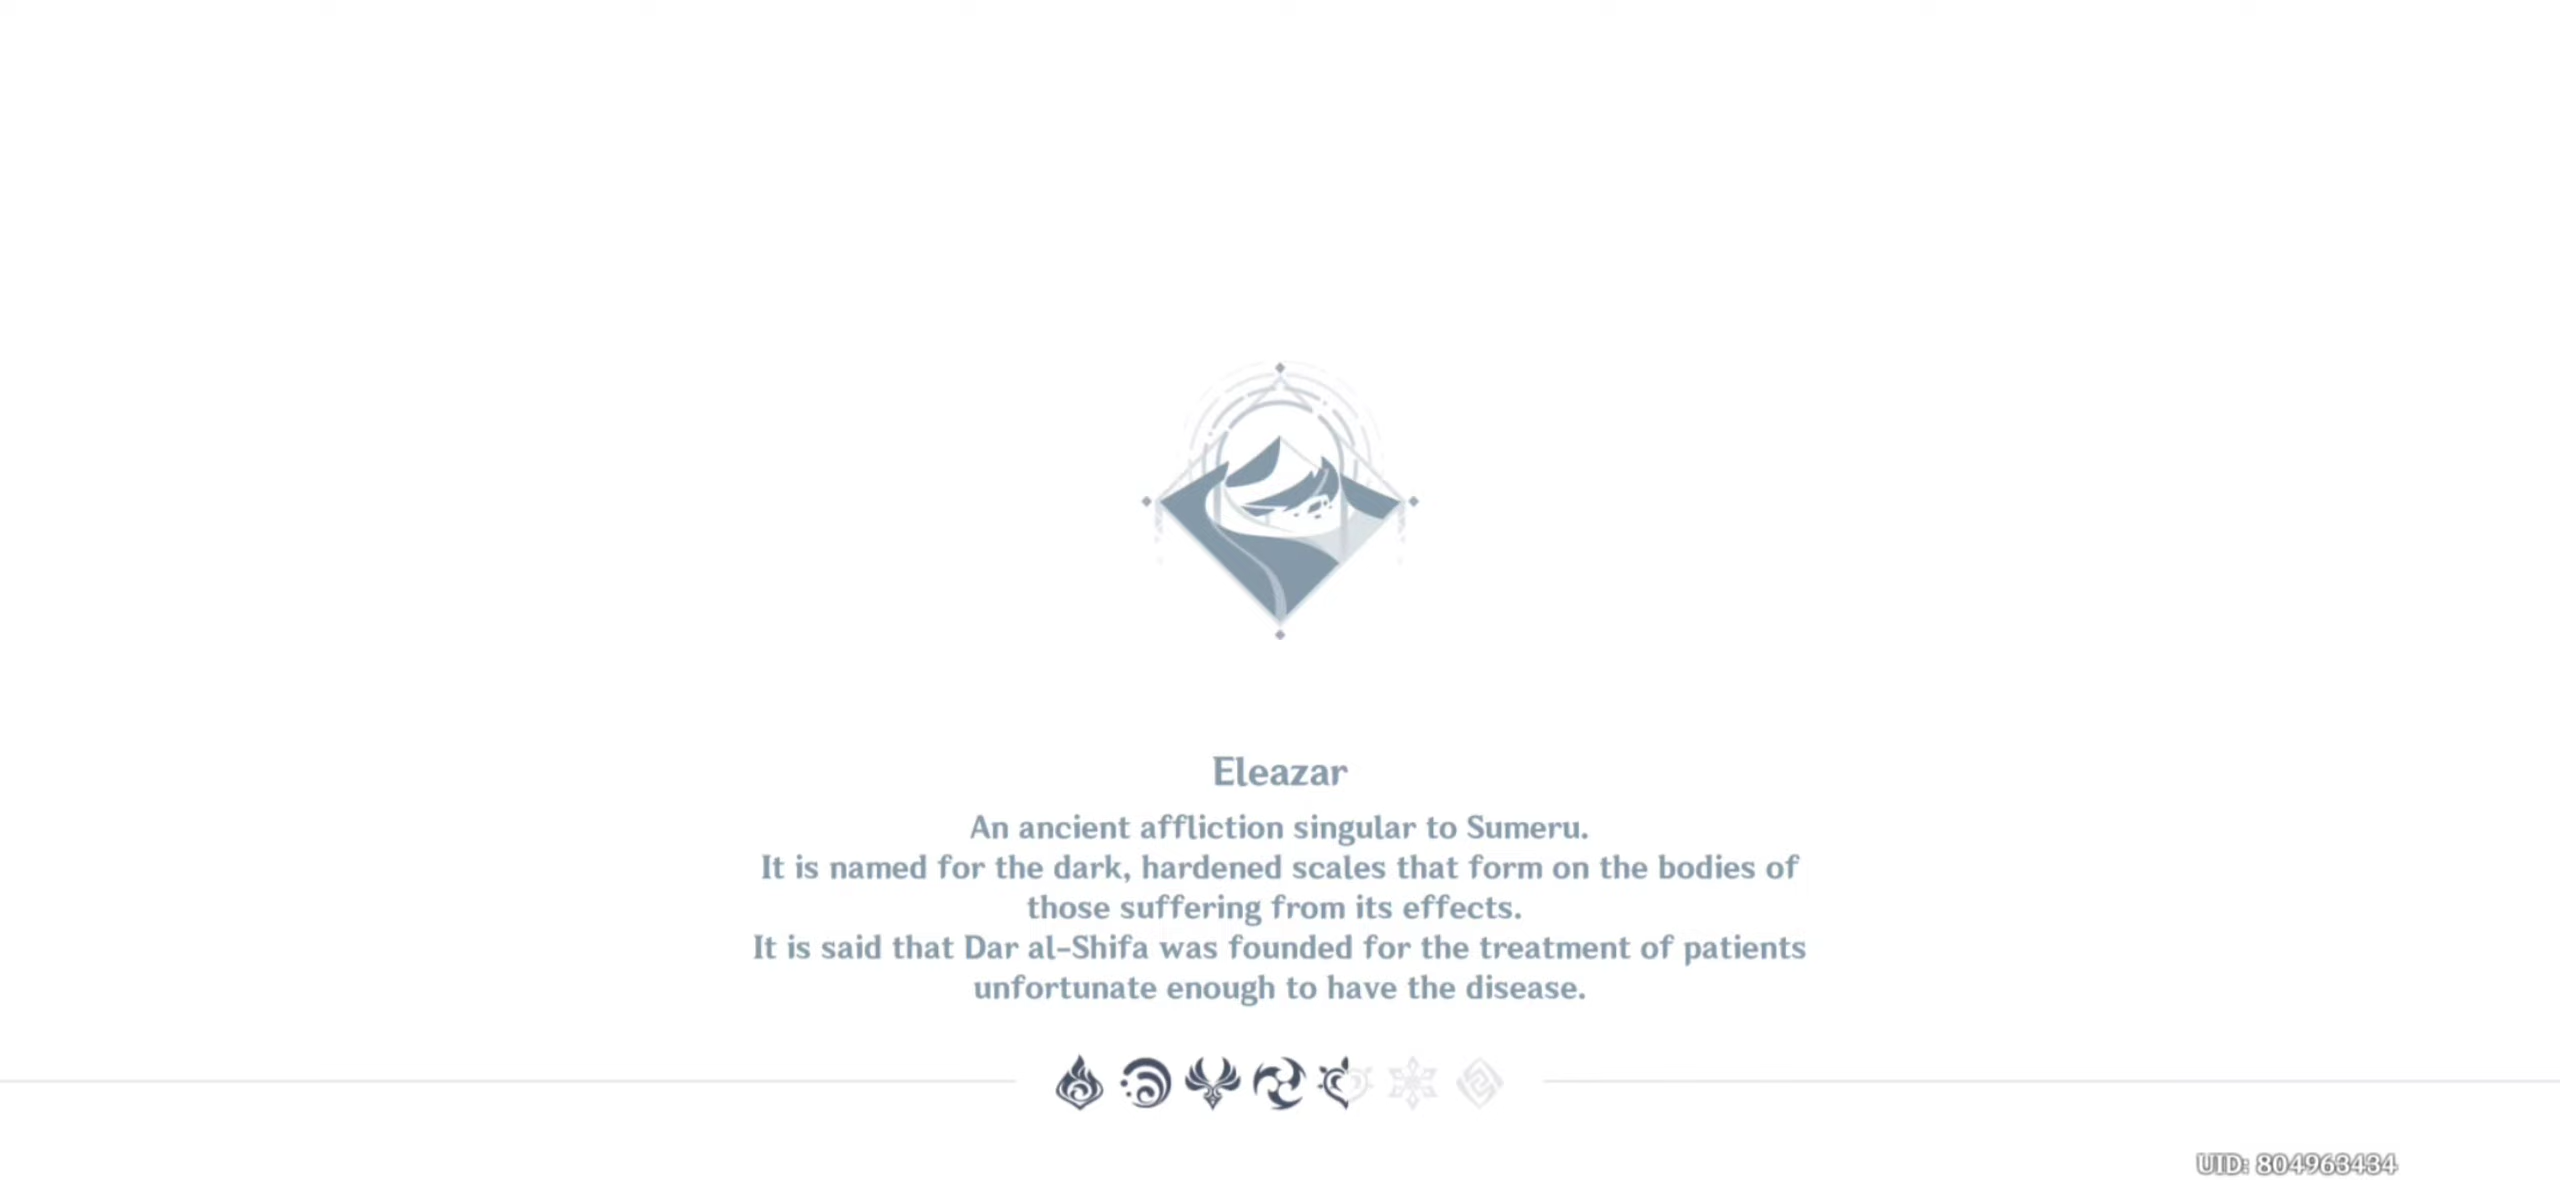 Eleazar
An ancient affliction singular to Sumeru.
It is named for the dark, hardened scales that form on the bodies of
those suffering from its effects.
It is said that Dar al-Shifa was founded for the treatment of patients
unfortunate enough to have the disease.
UID: 804963434